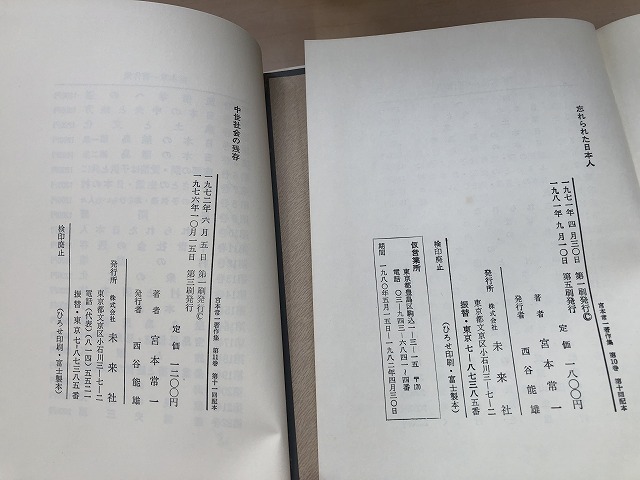 忘れられた日本人
宮本常一著作集 第10巻 第十回配本
一九七一年 四月三〇日 第一刷発行©
一九八一年 九月一〇日 第五刷発行
定価 一八〇〇円
著者 宮本常一
発行者 西谷能雄
発行所 株式会社 未来社
東京都文京区小石川三ー七ー二
振替・東京七ー八七三八五番
(ひろせ印刷・富士製本)
検印廃止
仮営業所
東京都豊島区駒込一ー三ー一五
電話 〇三ー九四三ー六八四一ー四番
期間 一九八〇年五月一五日ー一九八二年四月三〇日
中世社会の残存
宮本常一著作集 第11巻 第十一回配本
一九七二年 六月 五日 第一刷発行©
一九七六年一〇月一五日 第三刷発行
定価 一二〇〇円
著者 宮本常一
発行者 西谷能雄
発行所 株式会社 未来社
東京都文京区小石川三ー七ー二
電話(代表)(八一四)五五二一
振替・東京七ー八七三八五番
(ひろせ印刷・富士製本)
検印廃止